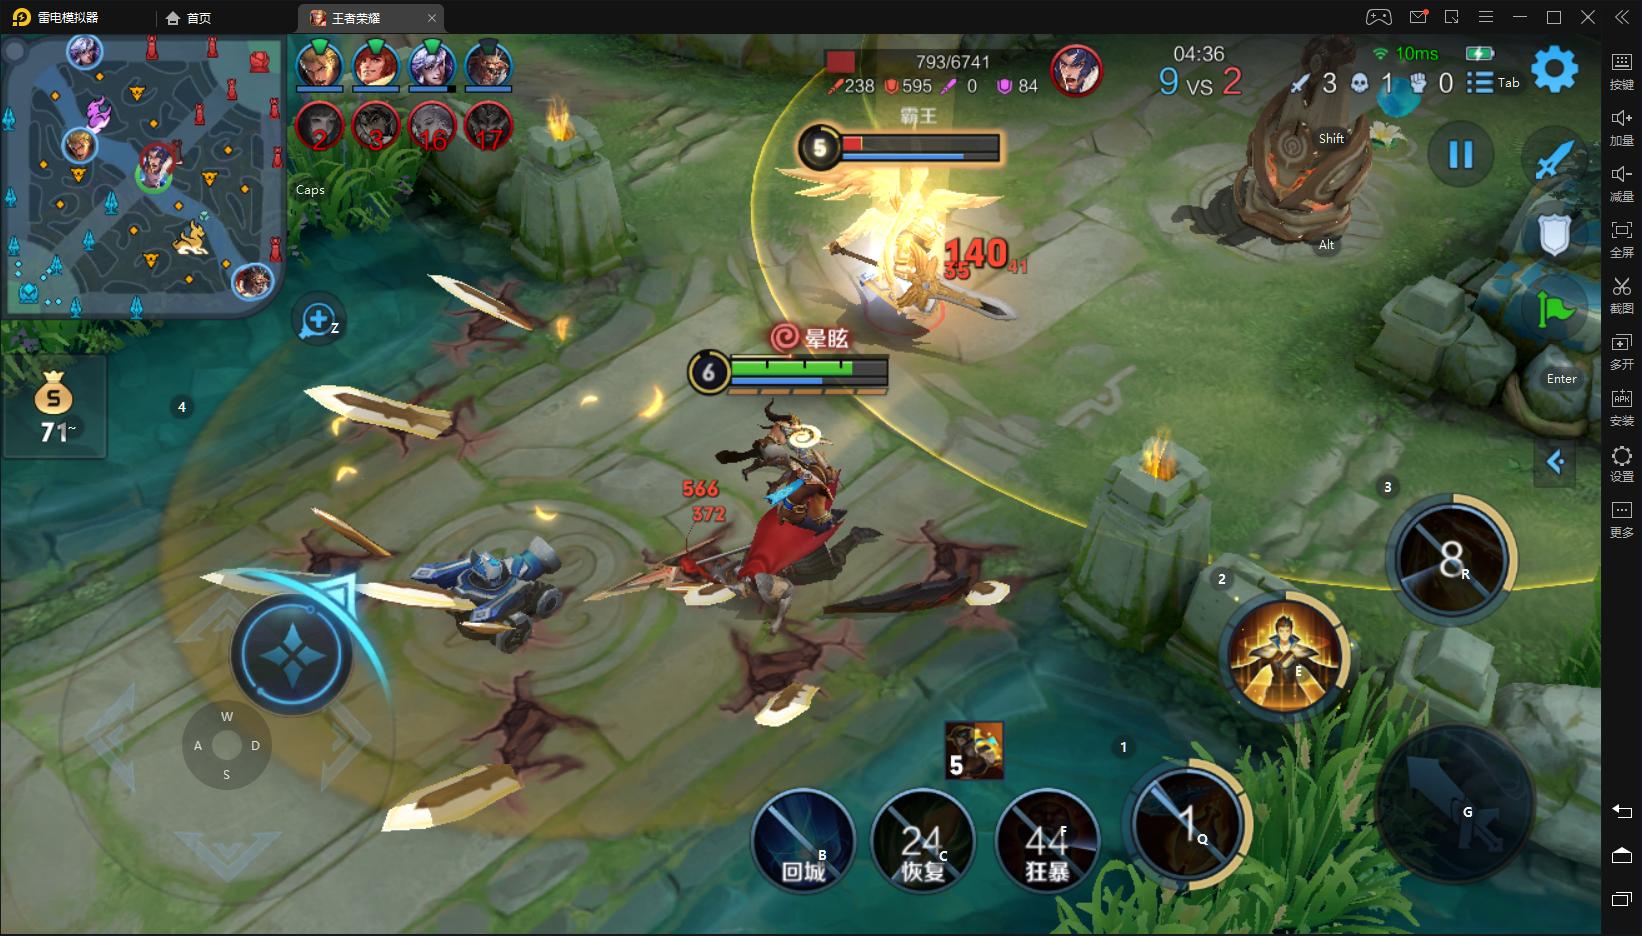 雷电模拟器
首页
王者荣耀
793/6741
238 595 0 84
04:36
9 VS 2
10ms
3 1 0
Tab
按键
加量
减量
全屏
截图
多开
安装
设置
更多
2 3 16 17
Caps
霸王
5
Shift
Alt
140
35
41
Z
晕眩
6
Enter
71~
4
566
372
3
8
R
2
E
W
A
D
S
5
1
1
Q
G
B
回城
24
C
恢复
44
F
狂暴